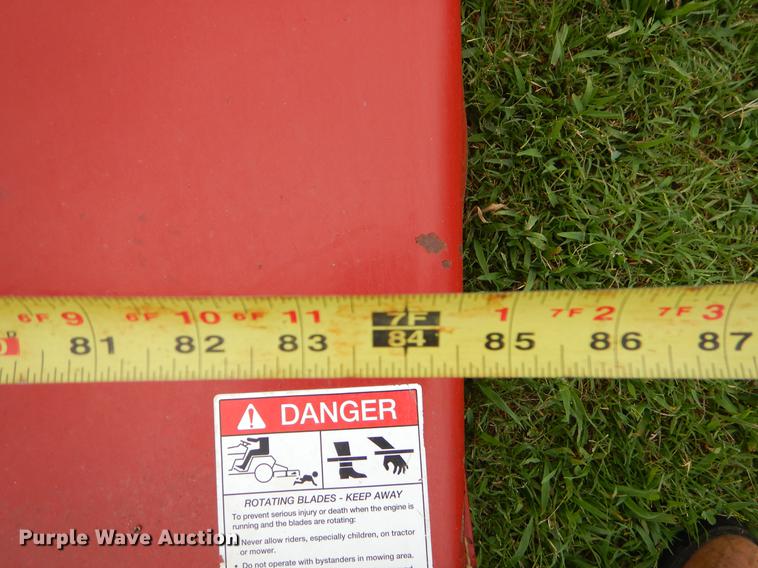 6F 9 6F 10 6F 11 7F 1 7F 2 7F 3
81 82 83 84 85 86 87
DANGER
ROTATING BLADES - KEEP AWAY
To prevent serious injury or death when the engine is
running and the blades are rotating:
Never allow riders, especially children, on tractor
or mower.
• Do not operate with bystanders in mowing area.
Purple Wave Auction